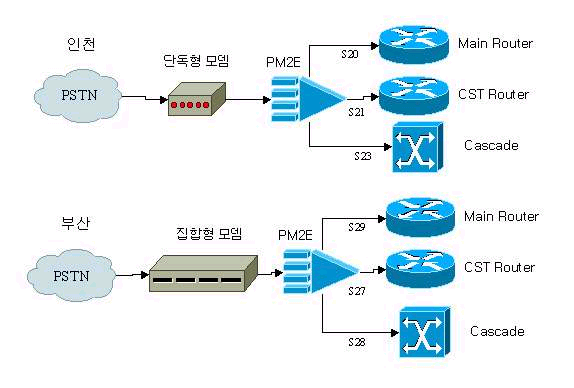 인천
단독형 모뎀
PM2E
PSTN
S20
Main Router
S21
CST Router
S23
Cascade
부산
집합형 모뎀
PM2E
PSTN
S29
Main Router
S27
CST Router
S28
Cascade